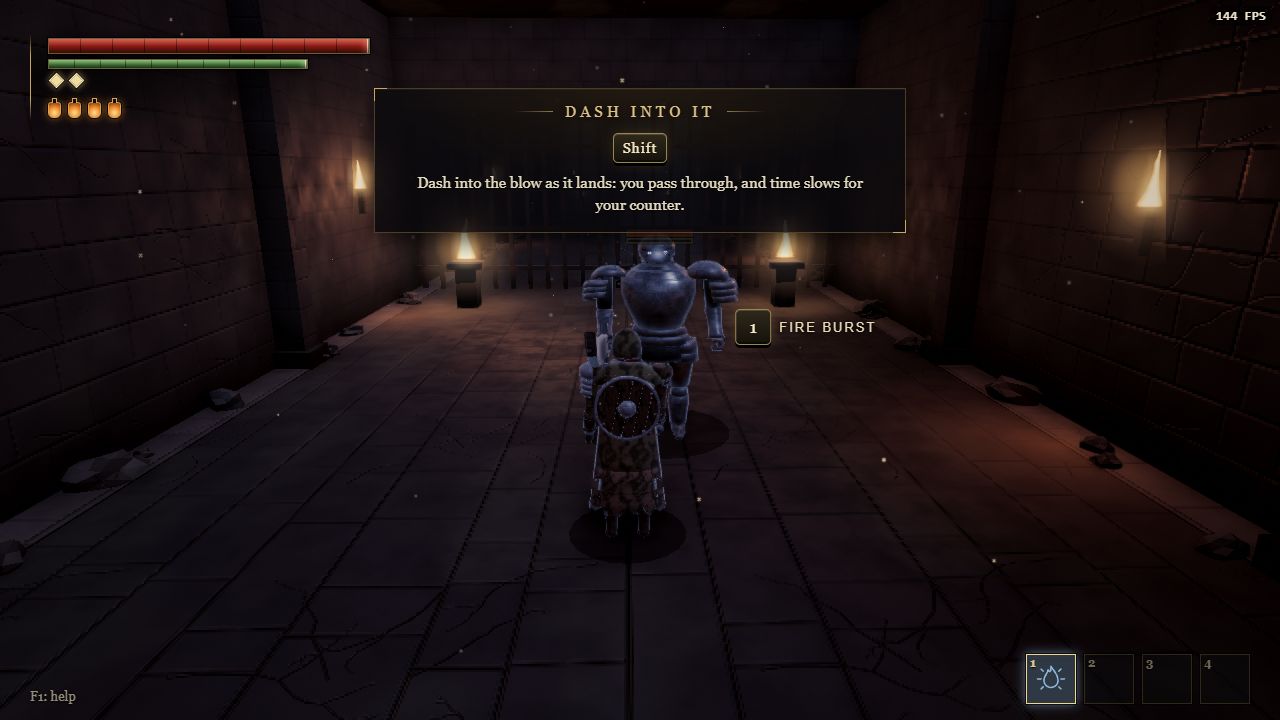 144 FPS
DASH INTO IT
Shift
Dash into the blow as it lands: you pass through, and time slows for
your counter.
1 FIRE BURST
1 2 3 4
F1: help